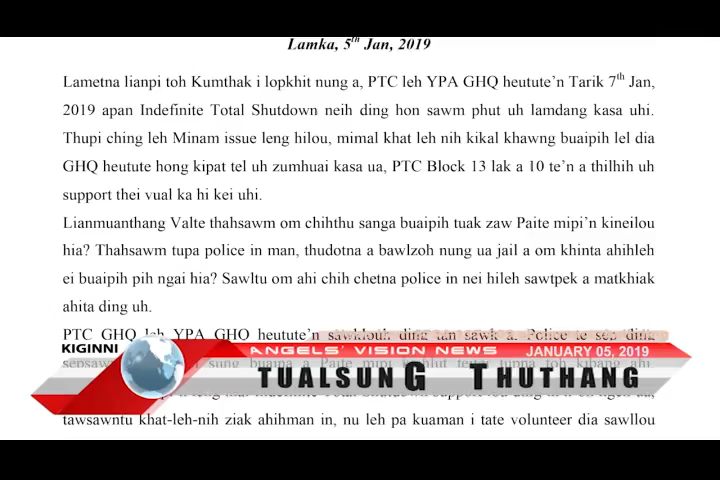 Lamka, 5th Jan, 2019
Lametna lianpi toh Kumthak i lopkhit nung a, PTC leh YPA GHQ heutute'n Tarik 7th Jan,
2019 apan Indefinite Total Shutdown neih ding hon sawm phut uh lamdang kasa uhi.
Thupi ching leh Minam issue leng hilou, mimal khat leh nih kikal khawng buaipih lel dia
GHQ heutute hong kipat tel uh zumhuai kasa ua, PTC Block 13 lak a 10 te'n a thilhih uh
support thei vual ka hi kei uhi.
Lianmuanthang Valte thahsawm om chihthu sanga buaipih tuak zaw Paite mipi'n kineilou
hia? Thahsawm tupa police in man, thudotna a bawlzoh nung ua jail a om khinta ahihleh
ei buaipih pih ngai hia? Sawltu om ahi chih chetna police in nei hileh sawtpek a matkhiak
ahita ding uh.
PTC GHQ leh YPA GHQ heutute'n
KIGINNI
ANGELS' VISION NEWS
JANUARY 05, 2019
TUALSUNG THUTHANG
tawsawntu khat-leh-nih ziak ahihman in, nu leh pa kuaman i tate volunteer dia sawllou